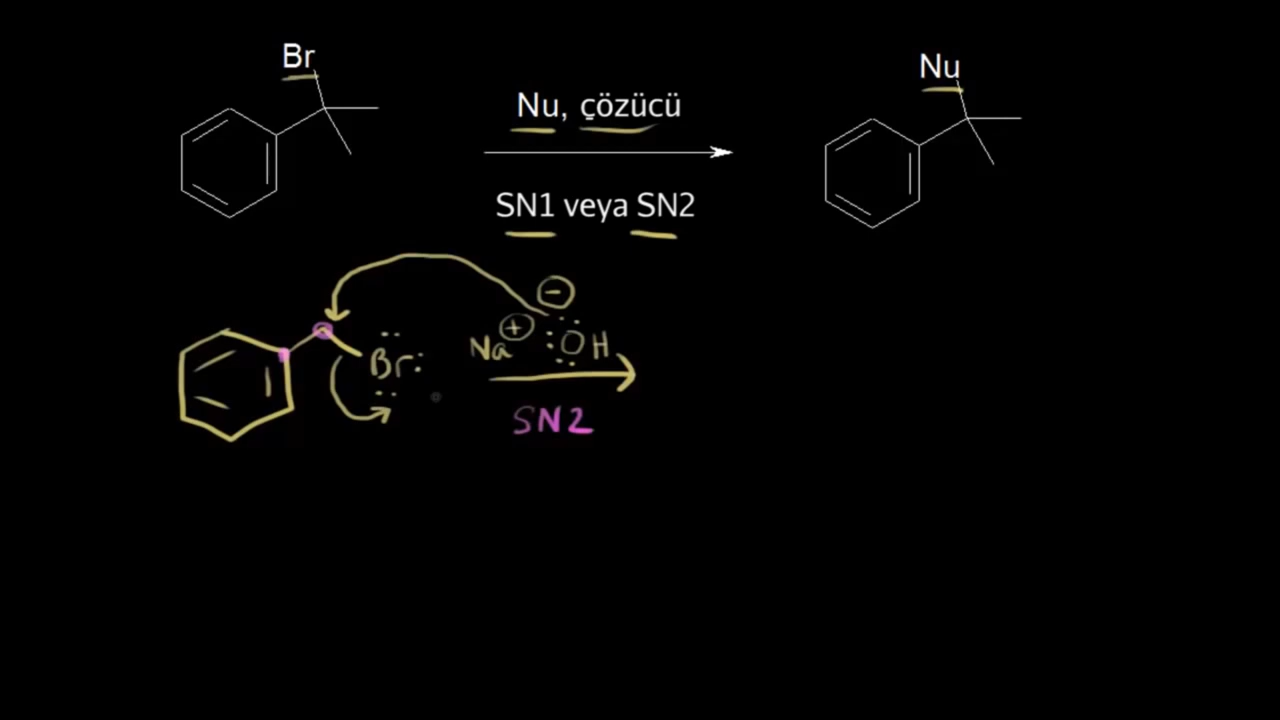 Br
Nu, çözücü
Nu
SN1 veya SN2
Br
Na + OH −
SN2